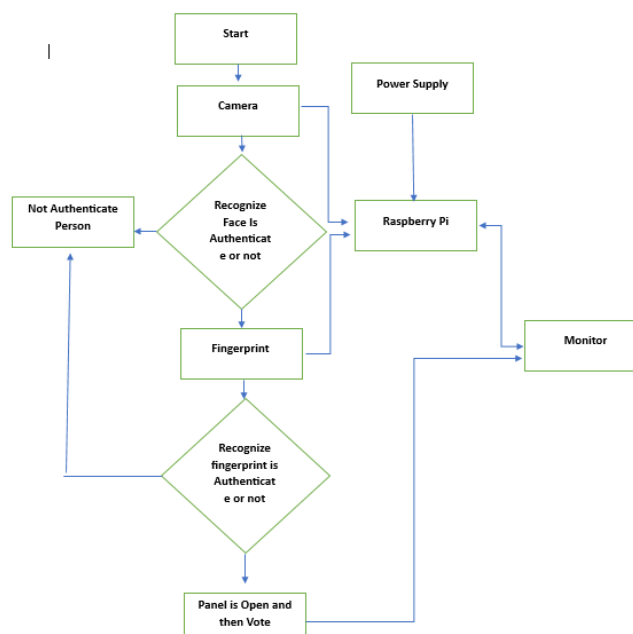 Start
Camera
Power Supply
Recognize
Face Is
Authenticat
e or not
Not Authenticate
Person
Raspberry Pi
Fingerprint
Monitor
Recognize
fingerprint is
Authenticat
e or not
Panel is Open and
then Vote